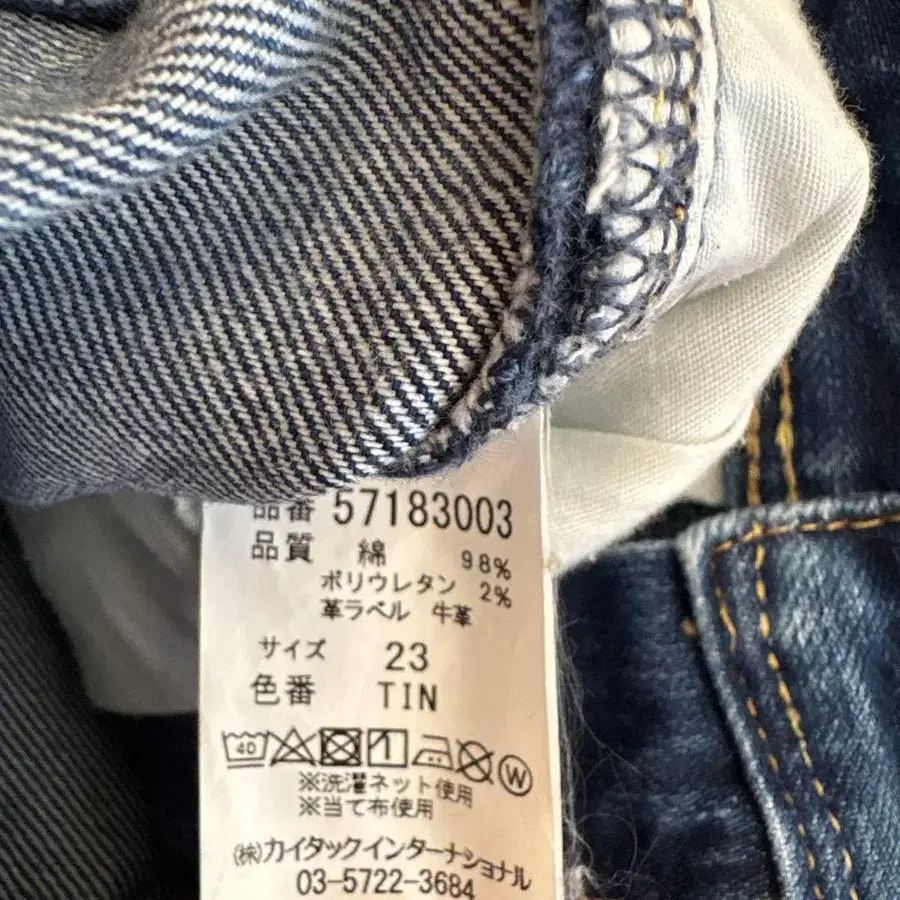 品番 57183003
品質 綿 98%
ポリウレタン 2%
革ラベル 牛革
サイズ 23
色番 TIN
40 W
※洗濯ネット使用
※当て布使用
(株)カイタックインターナショナル
03-5722-3684